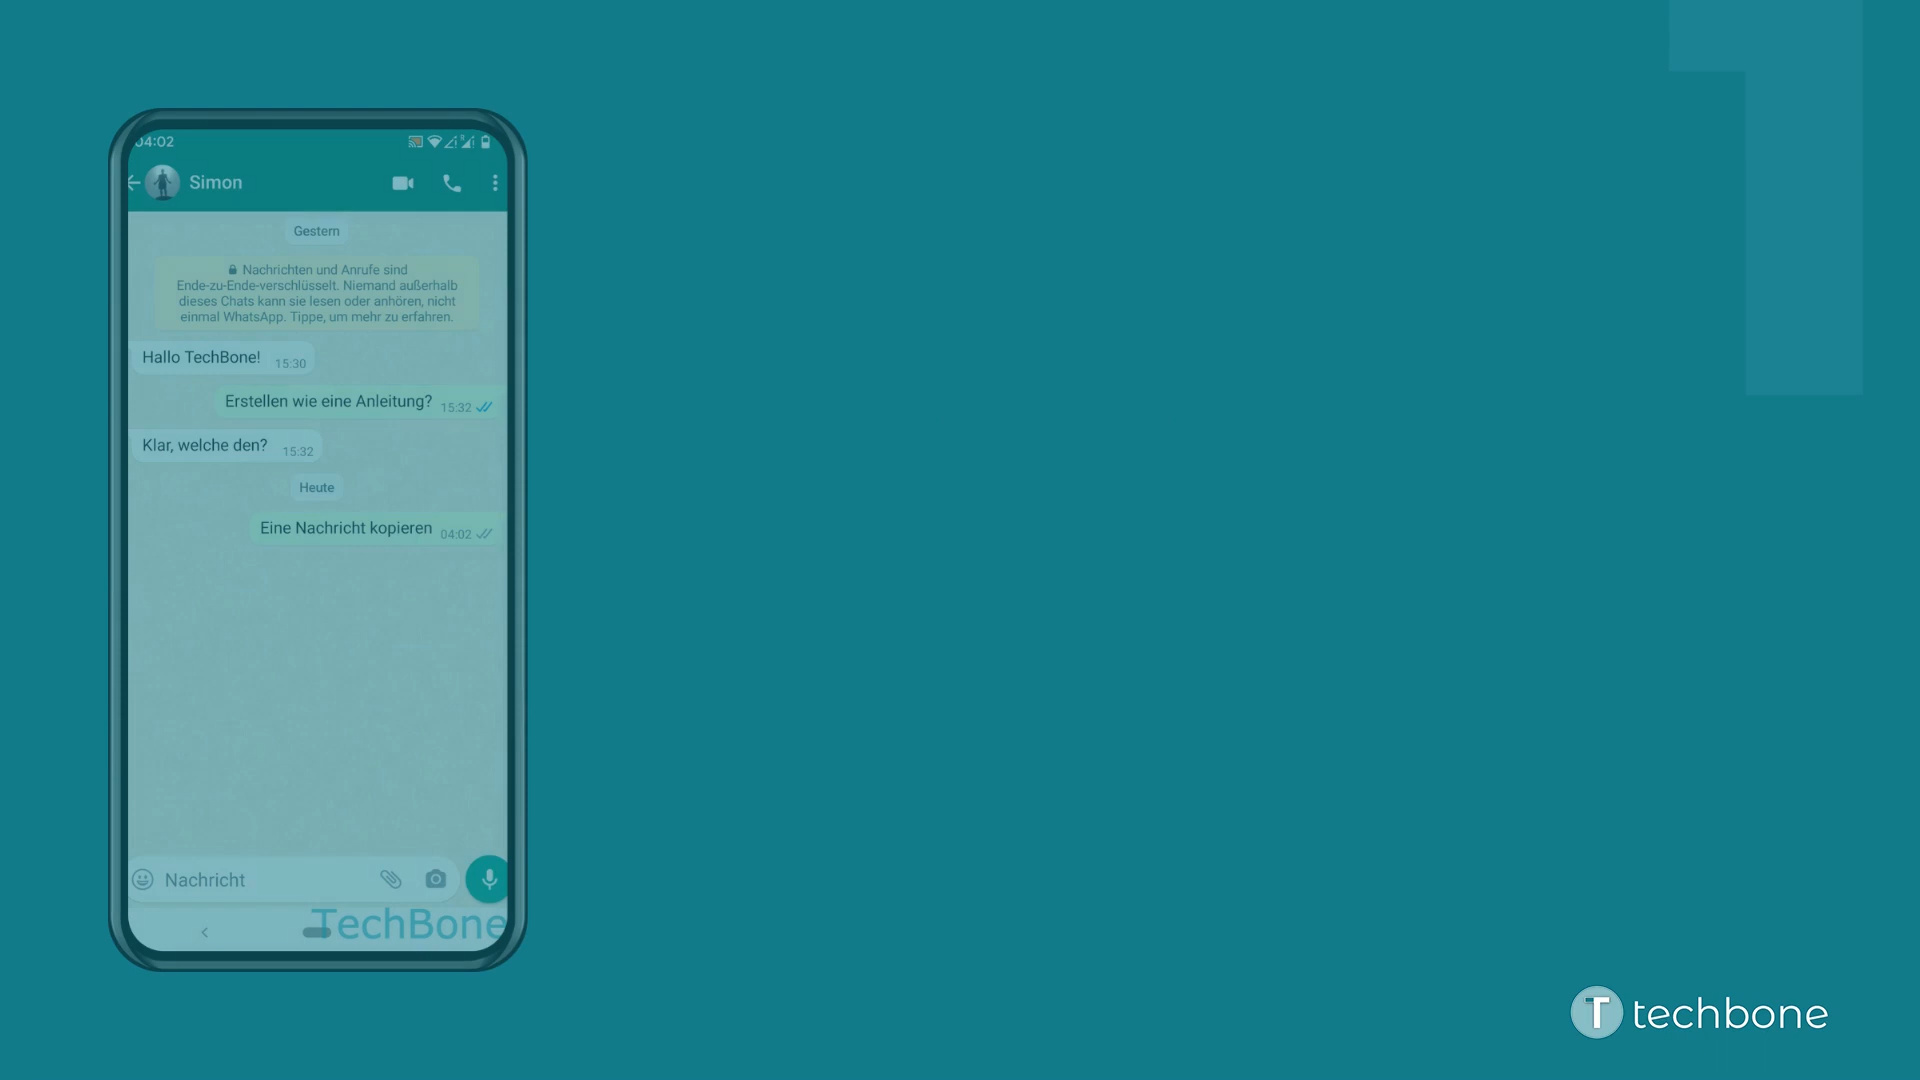 1
04:02
Simon
Gestern
Nachrichten und Anrufe sind
Ende-zu-Ende-verschlüsselt. Niemand außerhalb
dieses Chats kann sie lesen oder anhören, nicht
einmal WhatsApp. Tippe, um mehr zu erfahren.
Hallo TechBone! 15:30
Erstellen wie eine Anleitung? 15:32
Klar, welche den? 15:32
Heute
Eine Nachricht kopieren 04:02
Nachricht
TechBone
T techbone